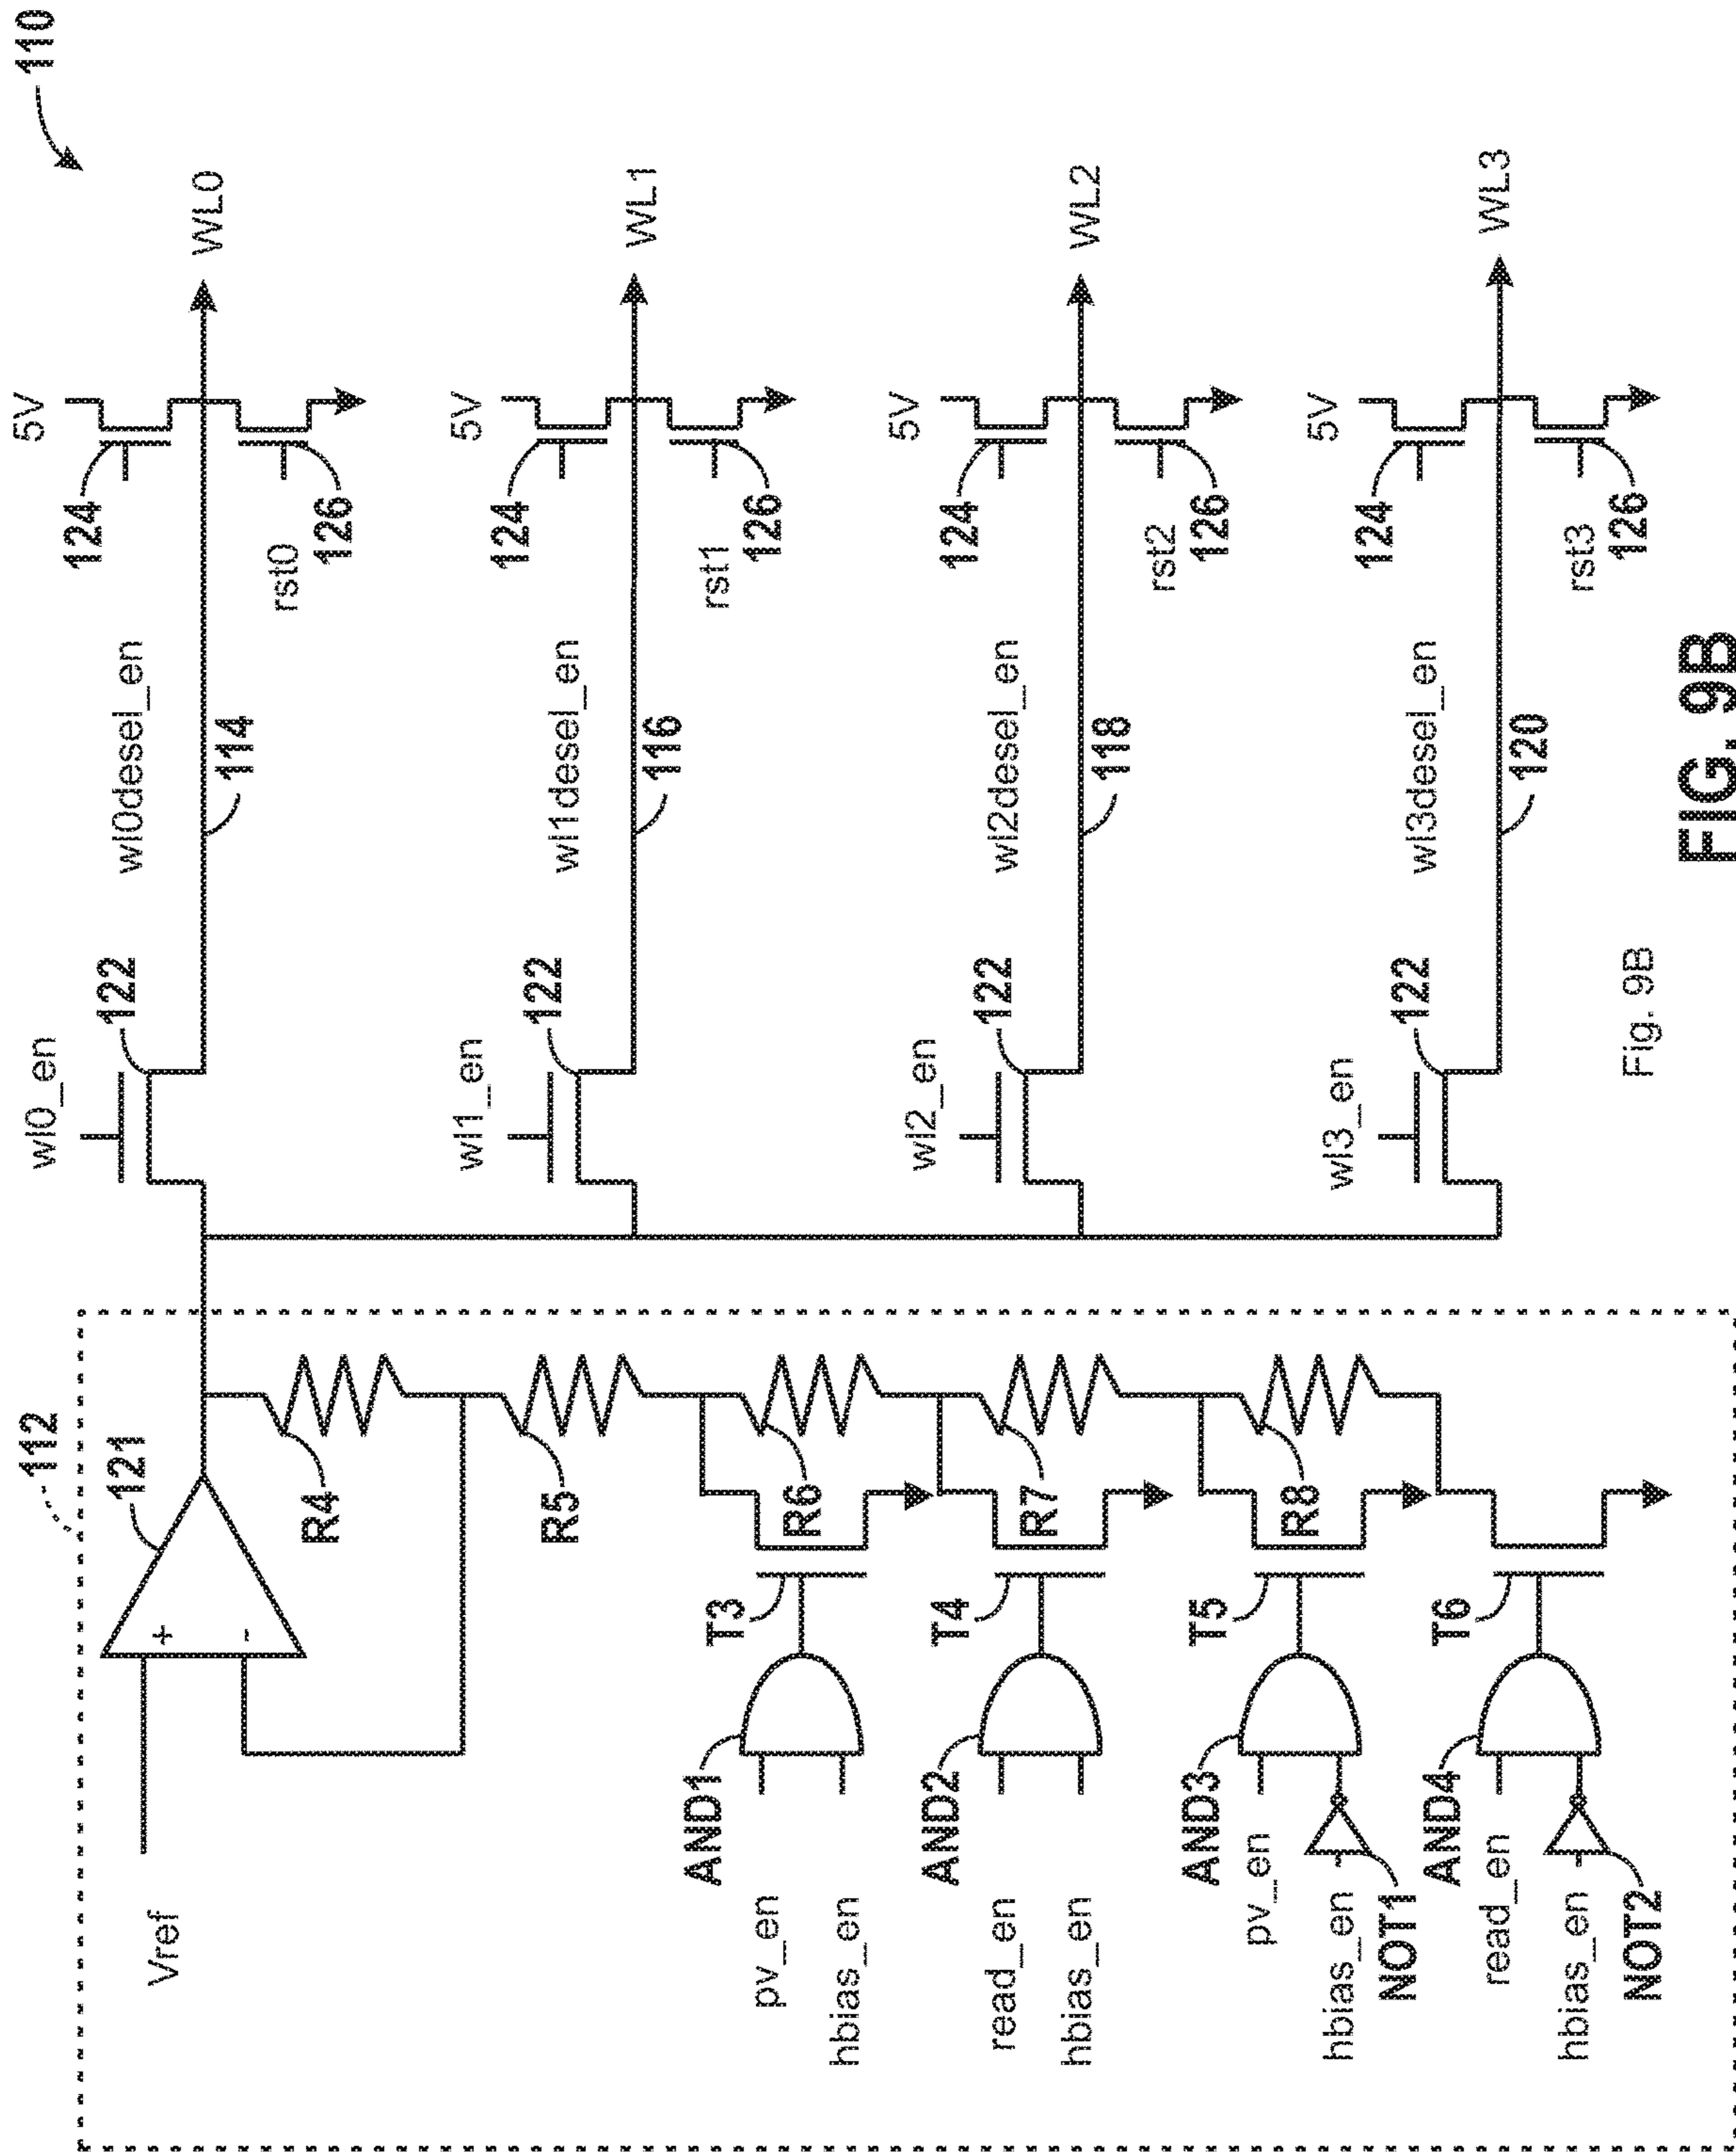 110
5V
124
WL0
rst0
126
wl0desel_en
114
wl0_en
122
5V
124
WL1
rst1
126
wl1desel_en
116
wl1_en
122
5V
124
WL2
rst2
126
wl2desel_en
118
wl2_en
122
5V
124
WL3
rst3
126
wl3desel_en
120
wl3_en
122
112
121
+
-
Vref
R4
R5
R6
T3
AND1
pv_en
hbias_en
R7
T4
AND2
read_en
hbias_en
R8
T5
AND3
pv_en
hbias_en
NOT1
T6
AND4
read_en
hbias_en
NOT2
Fig. 9B
FIG. 9B